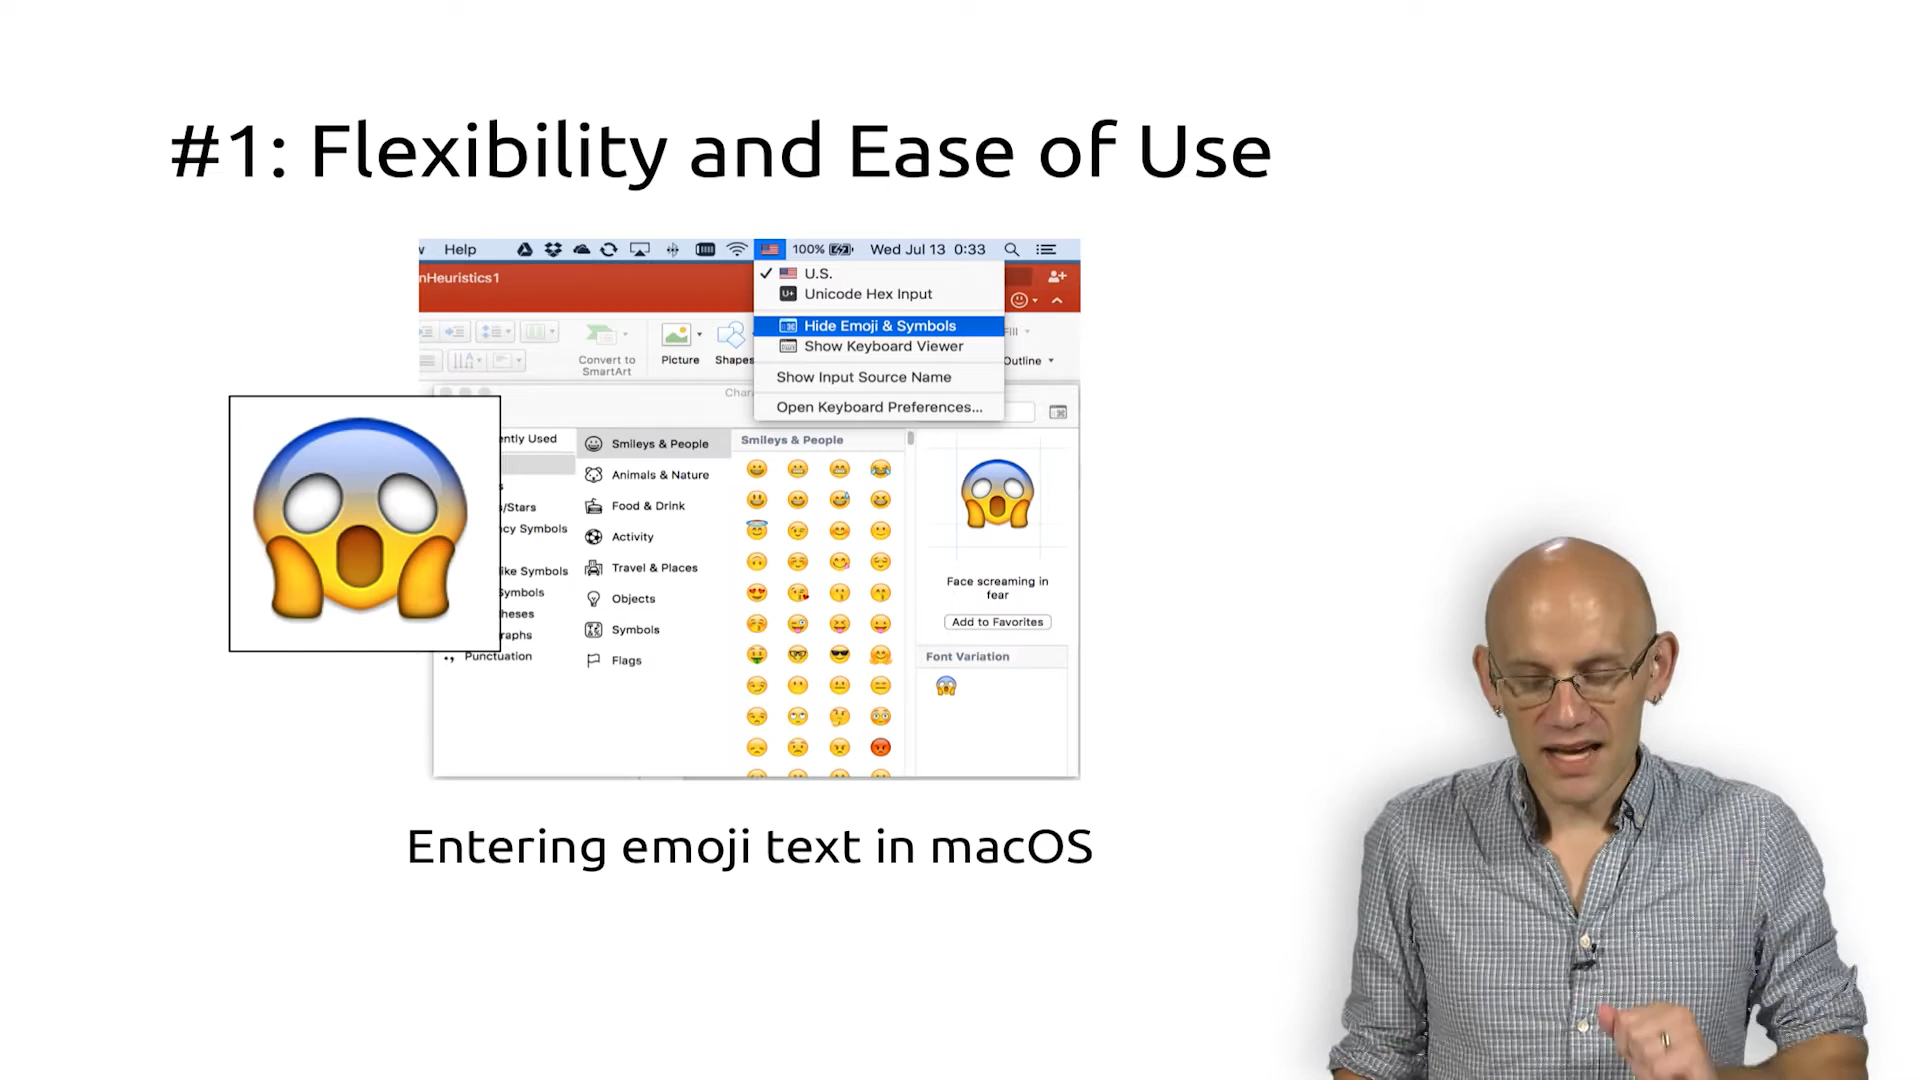 #1: Flexibility and Ease of Use
Help 100% Wed Jul 13 0:33
nHeuristics1
U.S.
Unicode Hex Input
Hide Emoji & Symbols
Show Keyboard Viewer
Show Input Source Name
Open Keyboard Preferences...
Convert to
SmartArt
Picture
Shapes
Fill
Outline
Chara
ently Used
/Stars
cy Symbols
ike Symbols
ymbols
heses
raphs
Punctuation
Smileys & People
Animals & Nature
Food & Drink
Activity
Travel & Places
Objects
Symbols
Flags
Smileys & People
Face screaming in
fear
Add to Favorites
Font Variation
Entering emoji text in macOS